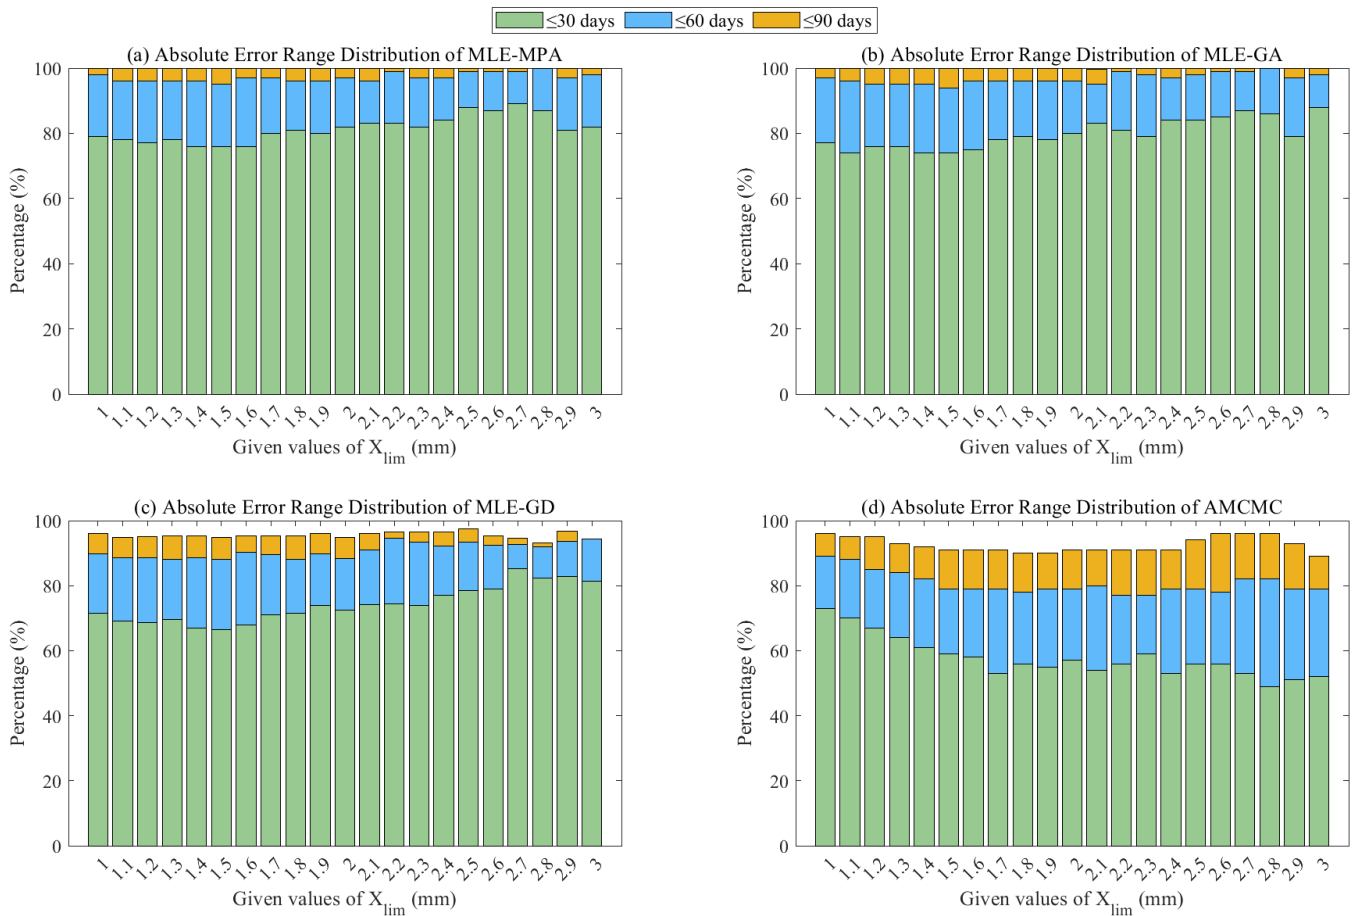 ≤30 days ≤60 days ≤90 days
(a) Absolute Error Range Distribution of MLE-MPA
100
80
60
40
20
0
Percentage (%)
1 1.1 1.2 1.3 1.4 1.5 1.6 1.7 1.8 1.9 2 2.1 2.2 2.3 2.4 2.5 2.6 2.7 2.8 2.9 3
Given values of X_lim (mm)
(b) Absolute Error Range Distribution of MLE-GA
100
80
60
40
20
0
Percentage (%)
1 1.1 1.2 1.3 1.4 1.5 1.6 1.7 1.8 1.9 2 2.1 2.2 2.3 2.4 2.5 2.6 2.7 2.8 2.9 3
Given values of X_lim (mm)
(c) Absolute Error Range Distribution of MLE-GD
100
80
60
40
20
0
Percentage (%)
1 1.1 1.2 1.3 1.4 1.5 1.6 1.7 1.8 1.9 2 2.1 2.2 2.3 2.4 2.5 2.6 2.7 2.8 2.9 3
Given values of X_lim (mm)
(d) Absolute Error Range Distribution of AMCMC
100
80
60
40
20
0
Percentage (%)
1 1.1 1.2 1.3 1.4 1.5 1.6 1.7 1.8 1.9 2 2.1 2.2 2.3 2.4 2.5 2.6 2.7 2.8 2.9 3
Given values of X_lim (mm)